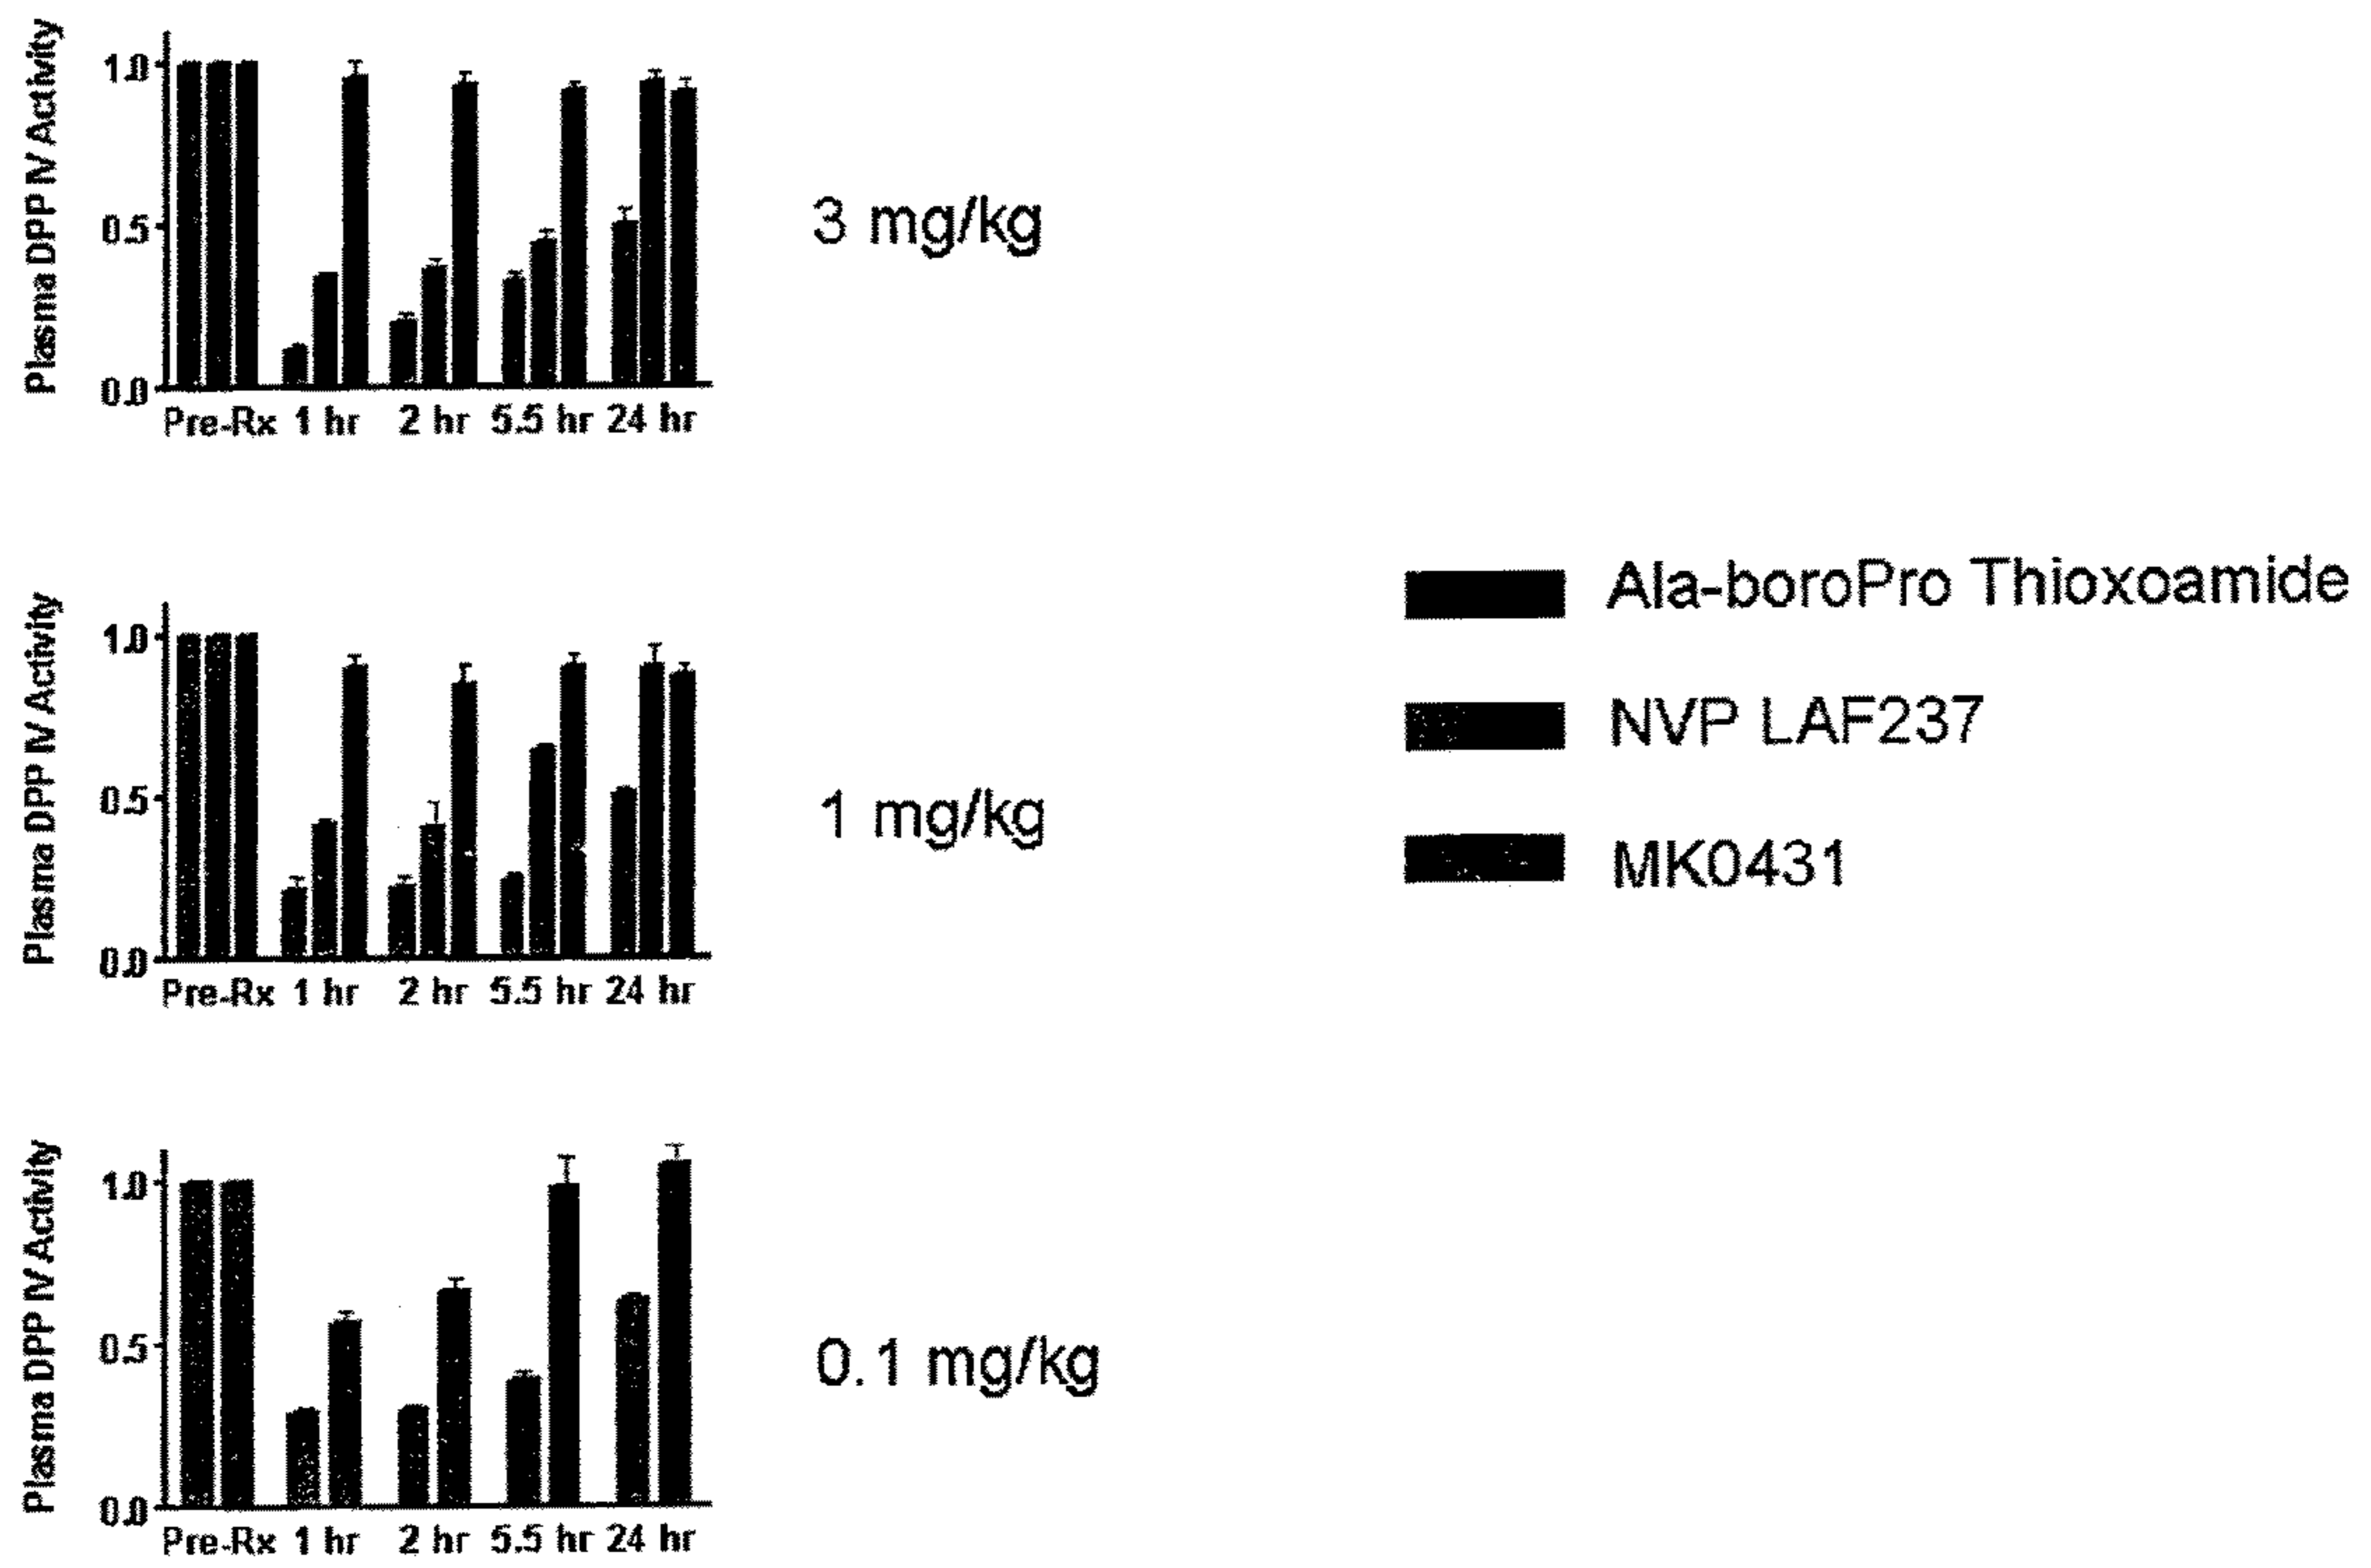 Plasma DPP IV Activity
1.0
0.5
0.0
Pre-Rx 1 hr 2 hr 5.5 hr 24 hr
3 mg/kg
Plasma DPP IV Activity
1.0
0.5
0.0
Pre-Rx 1 hr 2 hr 5.5 hr 24 hr
1 mg/kg
Ala-boroPro Thioxoamide
NVP LAF237
MK0431
Plasma DPP IV Activity
1.0
0.5
0.0
Pre-Rx 1 hr 2 hr 5.5 hr 24 hr
0.1 mg/kg